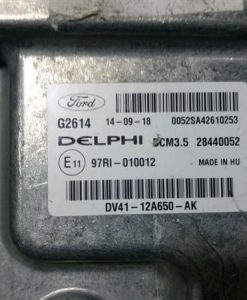 Ford
G2614 14-09-18 0052SA42610253
DELPHI DCM3.5 28440052
E11 97RI-010012 MADE IN HU
DV41-12A650-AK